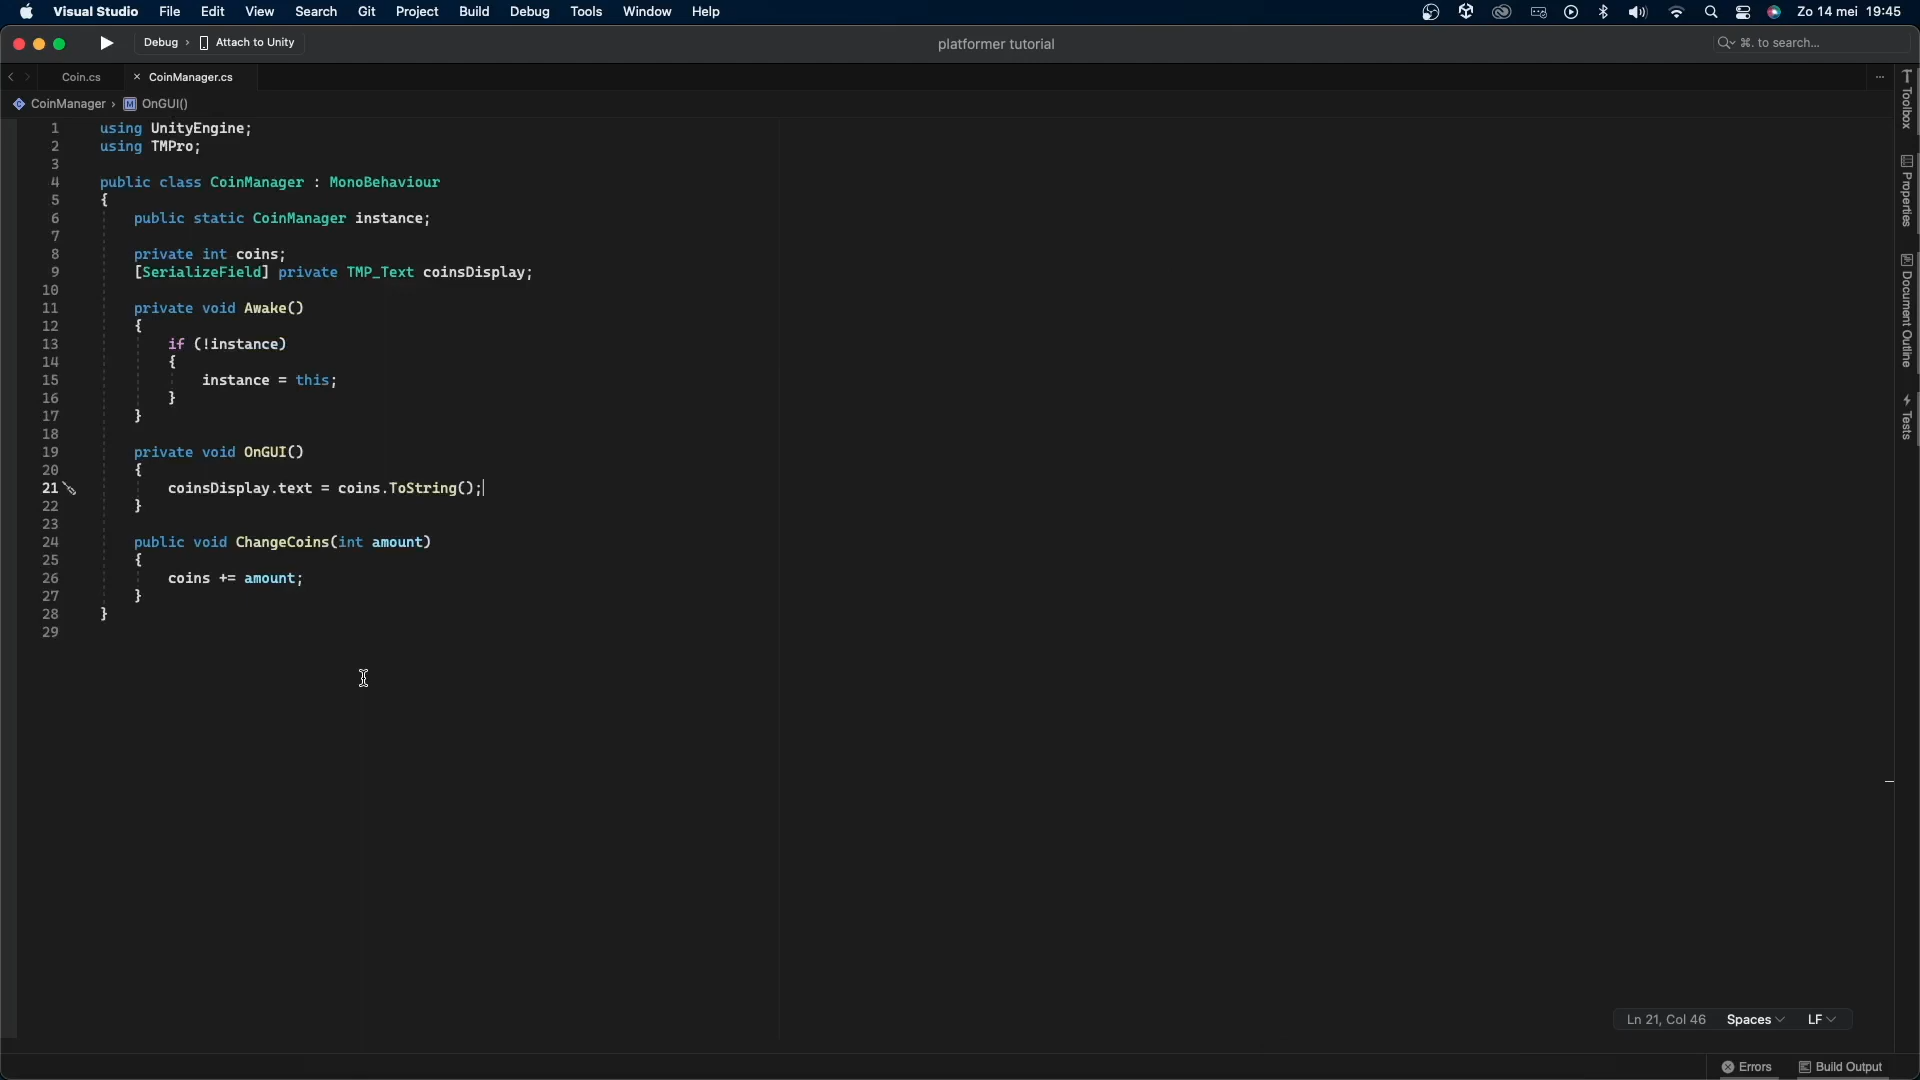 Visual Studio File Edit View Search Git Project Build Debug Tools Window Help Zo 14 mei 19:45
Debug › Attach to Unity platformer tutorial ⌘. to search...
Coin.cs × CoinManager.cs ...
CoinManager › M OnGUI()
1 using UnityEngine;
2 using TMPro;
3
4 public class CoinManager : MonoBehaviour
5 {
6 public static CoinManager instance;
7
8 private int coins;
9 [SerializeField] private TMP_Text coinsDisplay;
10
11 private void Awake()
12 {
13 if (!instance)
14 {
15 instance = this;
16 }
17 }
18
19 private void OnGUI()
20 {
21 coinsDisplay.text = coins.ToString();
22 }
23
24 public void ChangeCoins(int amount)
25 {
26 coins += amount;
27 }
28 }
29
Toolbox
Properties
Document Outline
Tests
Ln 21, Col 46 Spaces LF
Errors Build Output